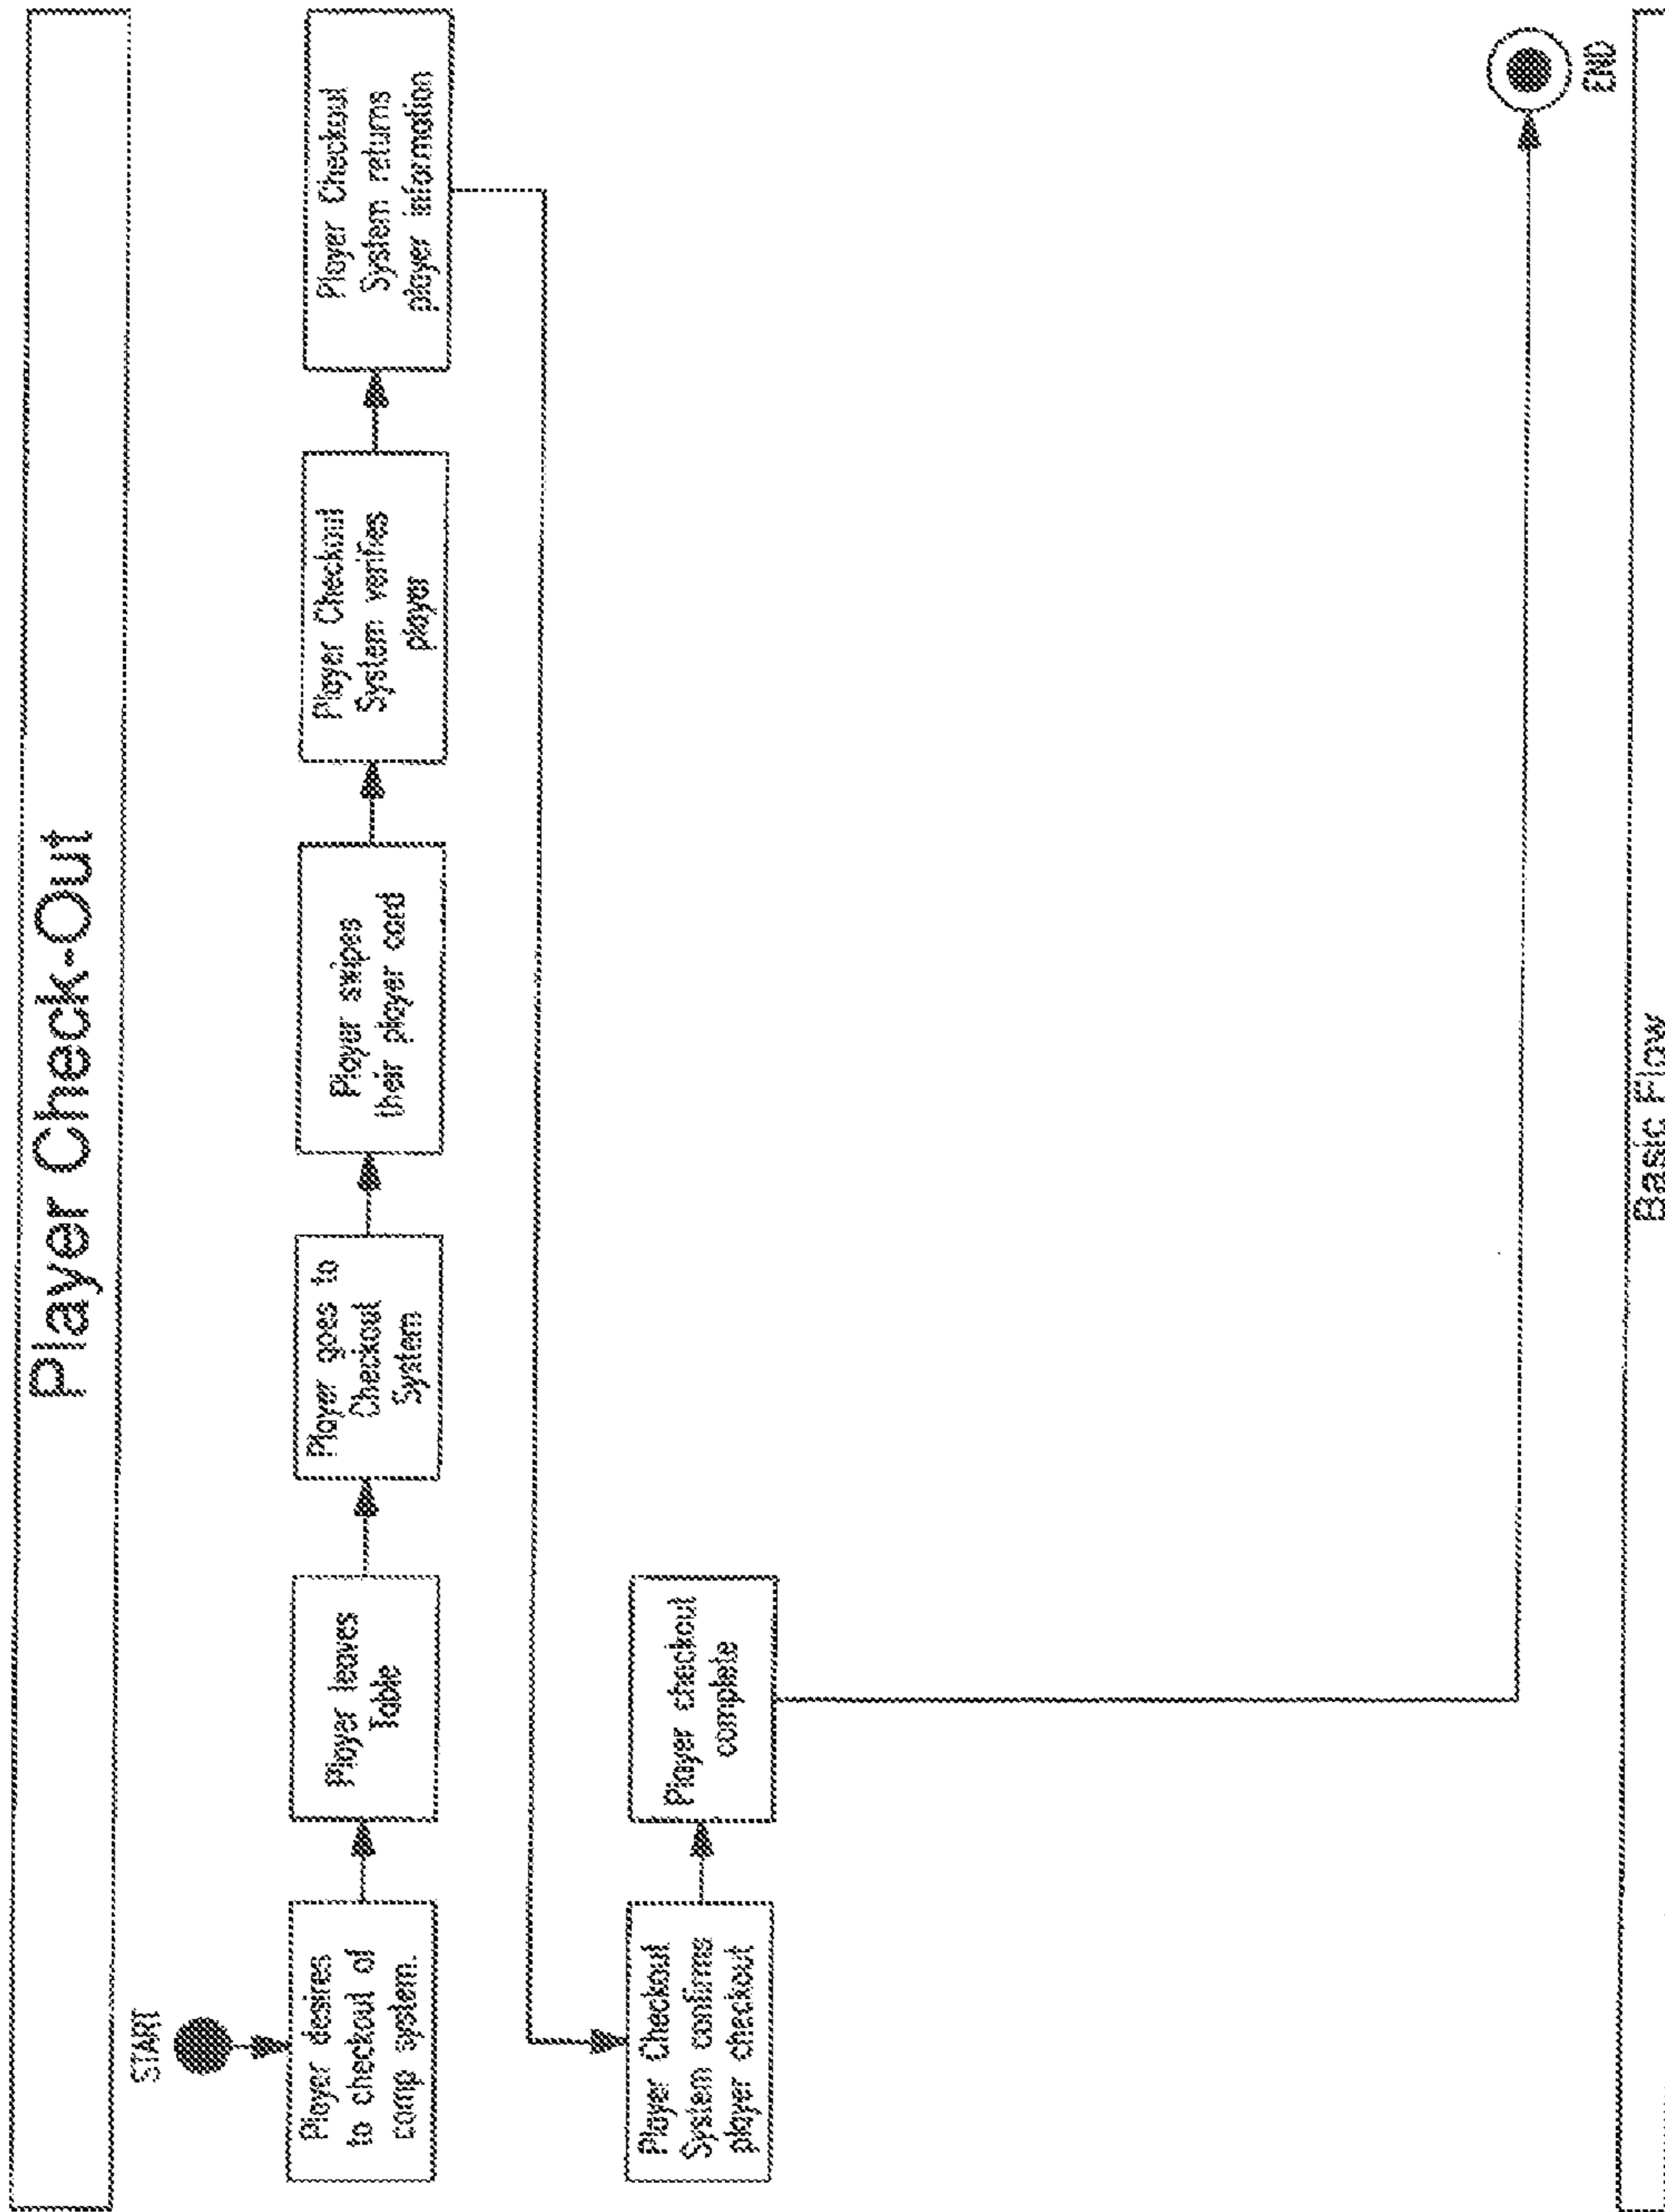 Player Check-Out
START
Player desires
to checkout of
comp system.
Player leaves
Table
Player goes to
Checkout
System
Player swipes
their player card
Player Checkout
System verifies
player
Player Checkout
System returns
player information
Player Checkout
System confirms
player checkout
Player checkout
complete
END
Basic Flow